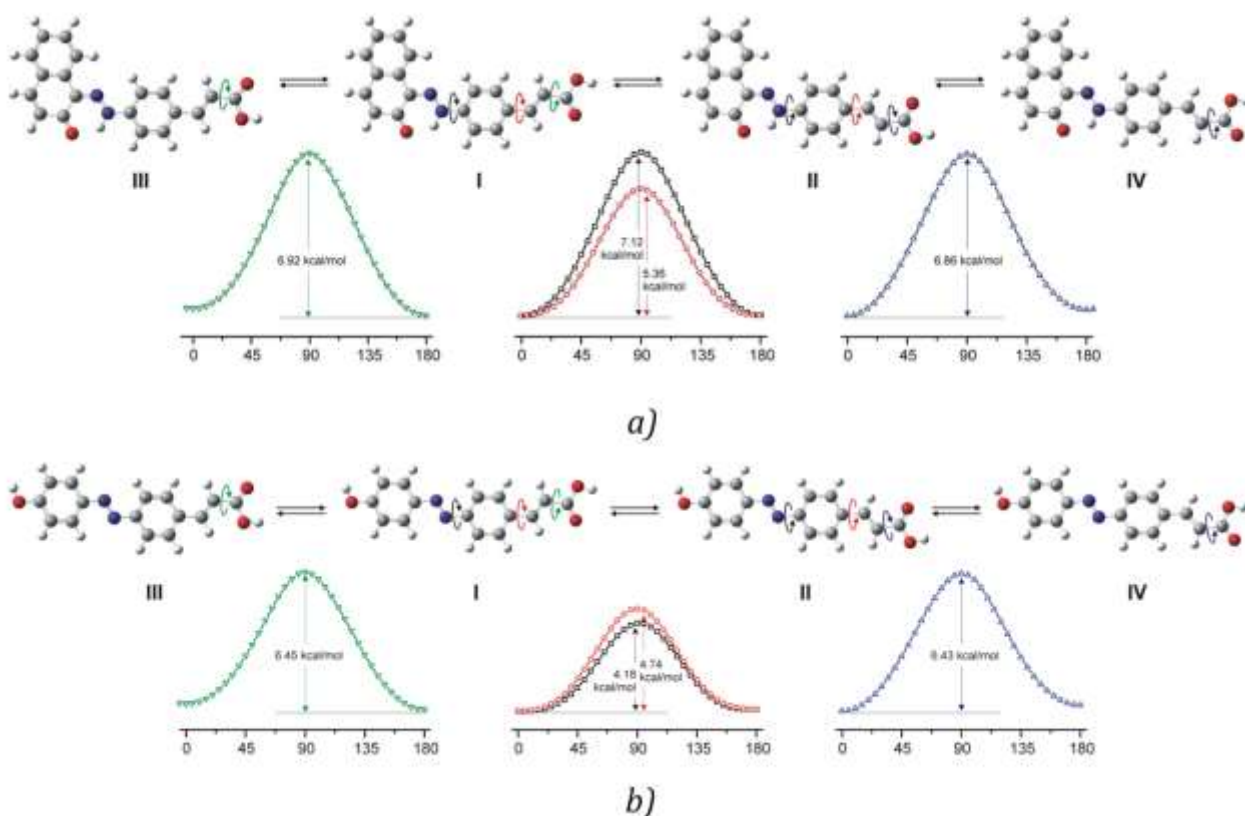 III I II IV
6.92 kcal/mol
7.12
kcal/mol
5.35
kcal/mol
6.86 kcal/mol
0 45 90 135 180
0 45 90 135 180
0 45 90 135 180
a)
III I II IV
6.45 kcal/mol
4.18
kcal/mol
4.74
kcal/mol
6.43 kcal/mol
0 45 90 135 180
0 45 90 135 180
0 45 90 135 180
b)